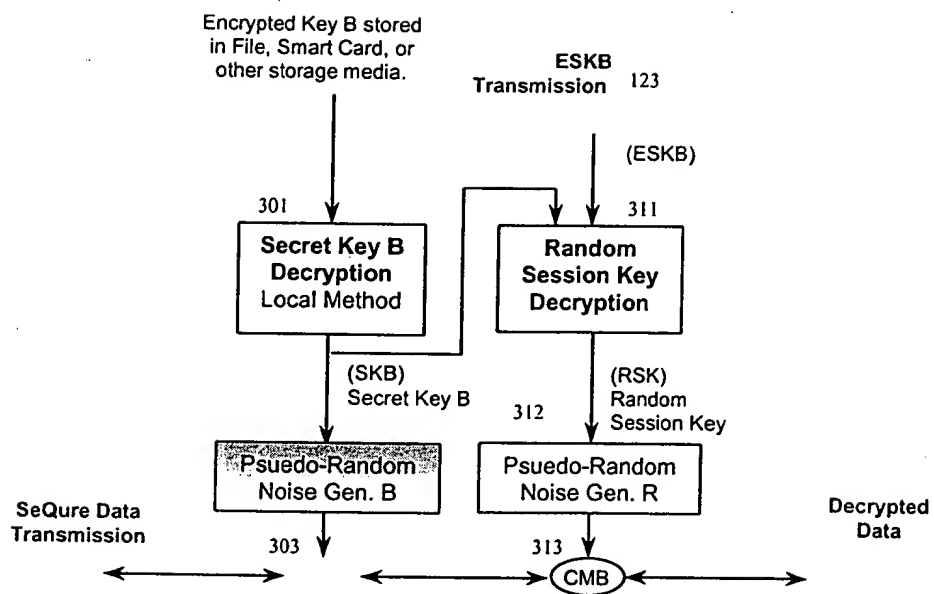 Encrypted Key B stored
in File, Smart Card, or
other storage media.
ESKB
Transmission 123
(ESKB)
301
311
Secret Key B
Decryption
Local Method
Random
Session Key
Decryption
(SKB)
Secret Key B
(RSK)
Random
Session Key
312
Psuedo-Random
Noise Gen. B
Psuedo-Random
Noise Gen. R
SeQure Data
Transmission
Decrypted
Data
303
313
CMB